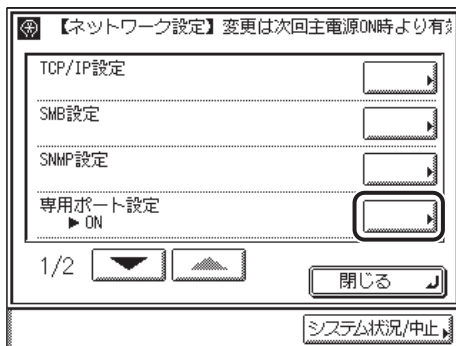 【ネットワーク設定】変更は次回主電源ON時より有
TCP/IP設定
SMB設定
SNMP設定
専用ポート設定
▶ ON
1/2
閉じる
システム状況/中止